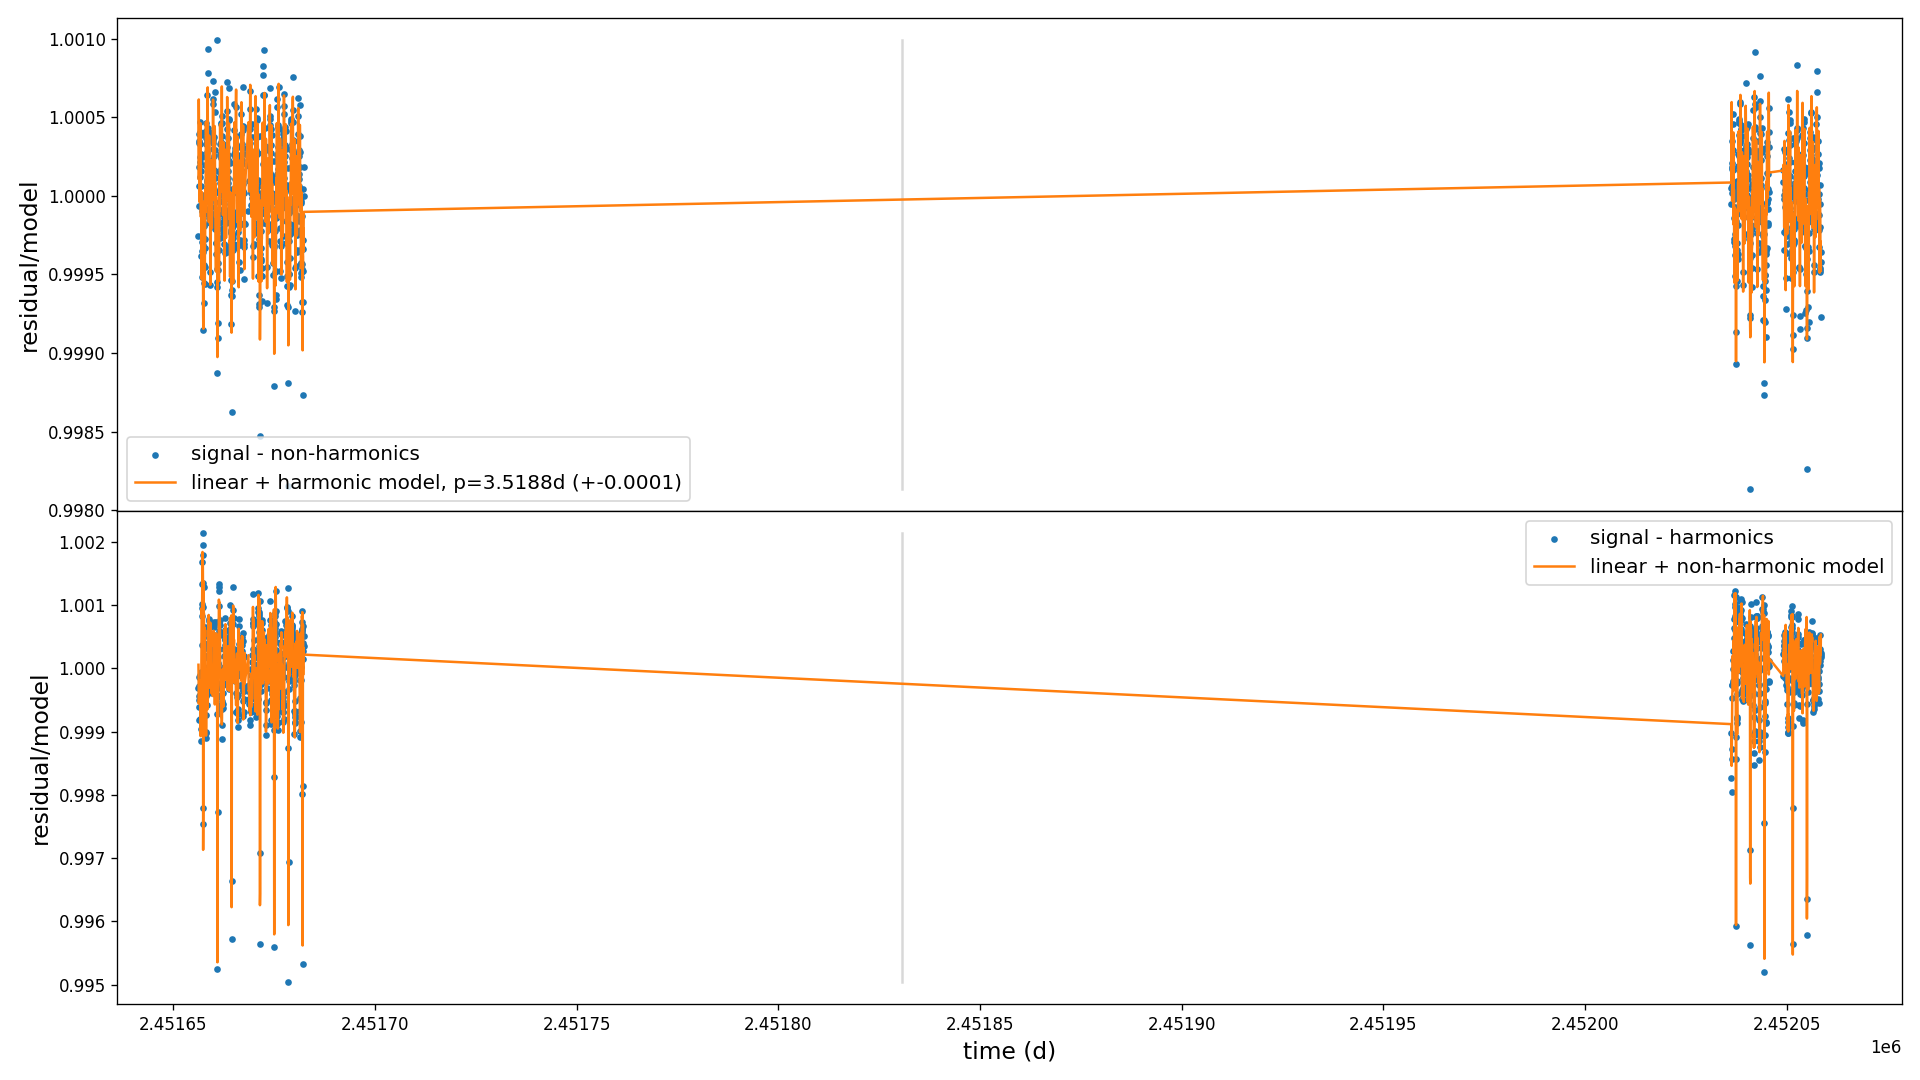 residual/model
1.0010
1.0005
1.0000
0.9995
0.9990
0.9985
0.9980
signal - non-harmonics
linear + harmonic model, p=3.5188d (+-0.0001)
residual/model
1.002
1.001
1.000
0.999
0.998
0.997
0.996
0.995
signal - harmonics
linear + non-harmonic model
2.45165 2.45170 2.45175 2.45180 2.45185 2.45190 2.45195 2.45200 2.45205
1e6
time (d)